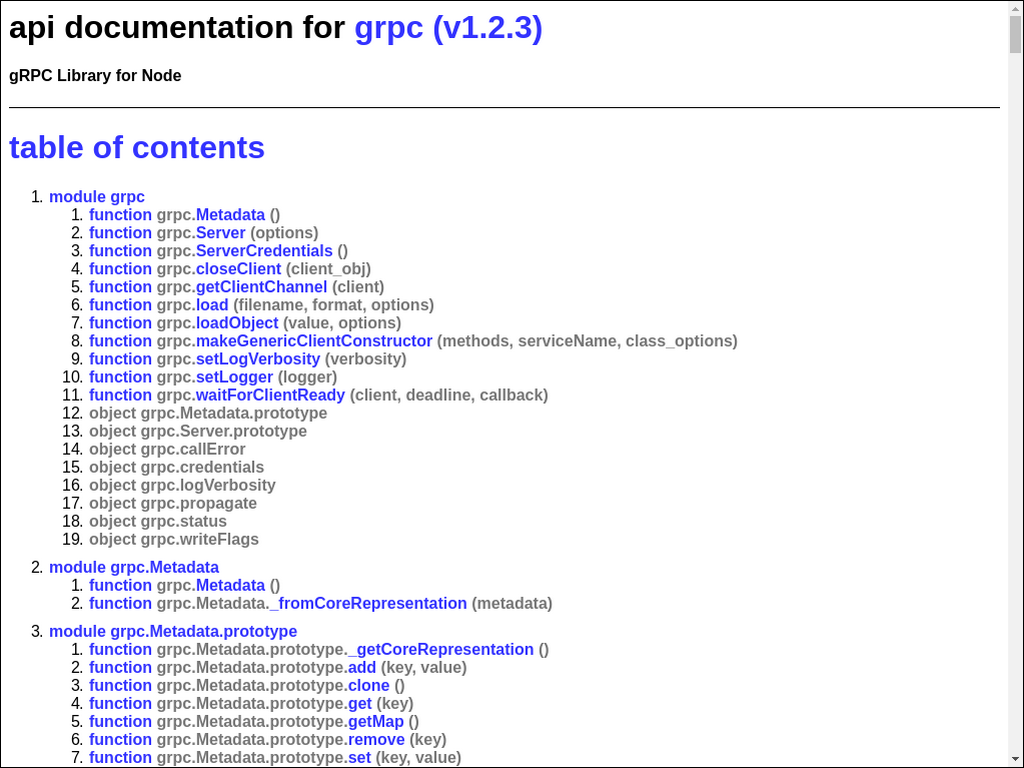 api documentation for grpc (v1.2.3)
gRPC Library for Node
table of contents
1. module grpc
1. function grpc.Metadata ()
2. function grpc.Server (options)
3. function grpc.ServerCredentials ()
4. function grpc.closeClient (client_obj)
5. function grpc.getClientChannel (client)
6. function grpc.load (filename, format, options)
7. function grpc.loadObject (value, options)
8. function grpc.makeGenericClientConstructor (methods, serviceName, class_options)
9. function grpc.setLogVerbosity (verbosity)
10. function grpc.setLogger (logger)
11. function grpc.waitForClientReady (client, deadline, callback)
12. object grpc.Metadata.prototype
13. object grpc.Server.prototype
14. object grpc.callError
15. object grpc.credentials
16. object grpc.logVerbosity
17. object grpc.propagate
18. object grpc.status
19. object grpc.writeFlags
2. module grpc.Metadata
1. function grpc.Metadata ()
2. function grpc.Metadata._fromCoreRepresentation (metadata)
3. module grpc.Metadata.prototype
1. function grpc.Metadata.prototype._getCoreRepresentation ()
2. function grpc.Metadata.prototype.add (key, value)
3. function grpc.Metadata.prototype.clone ()
4. function grpc.Metadata.prototype.get (key)
5. function grpc.Metadata.prototype.getMap ()
6. function grpc.Metadata.prototype.remove (key)
7. function grpc.Metadata.prototype.set (key, value)